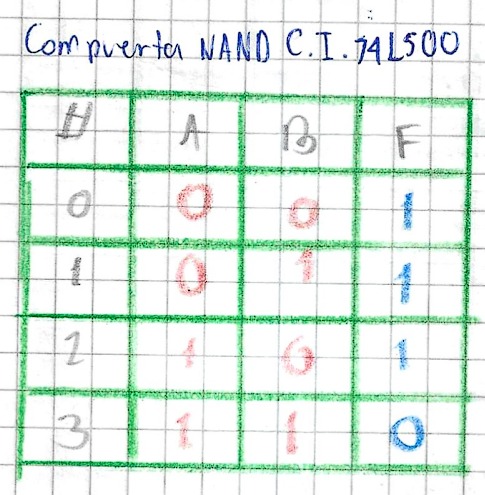 Compuerta NAND C.I. 74LS00
# A B F
0 0 0 1
1 0 1 1
2 1 0 1
3 1 1 0